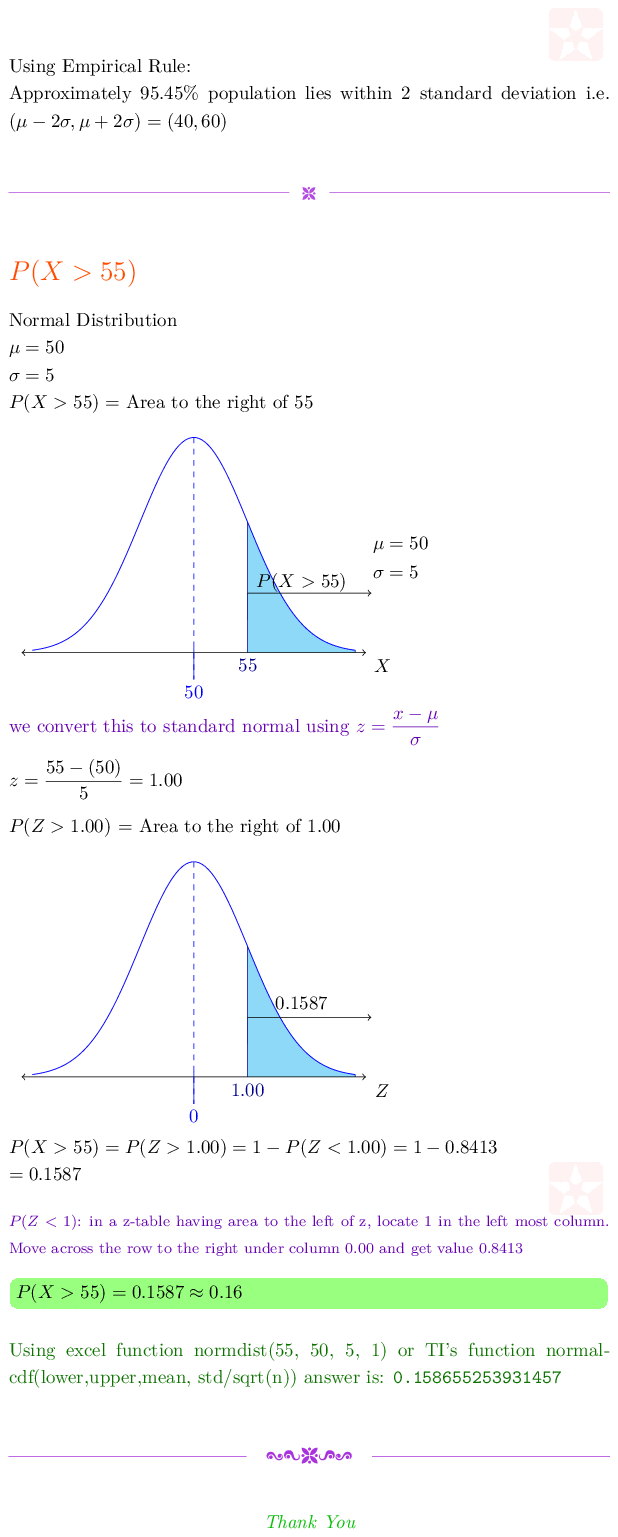 Using Empirical Rule:
Approximately 95.45% population lies within 2 standard deviation i.e.
(μ − 2σ, μ + 2σ) = (40, 60)
P(X > 55)
Normal Distribution
μ = 50
σ = 5
P(X > 55) = Area to the right of 55
μ = 50
P(X > 55)
σ = 5
55
X
50
we convert this to standard normal using z = (x − μ)/σ
z = (55 − (50))/5 = 1.00
P(Z > 1.00) = Area to the right of 1.00
0.1587
1.00
Z
0
P(X > 55) = P(Z > 1.00) = 1 − P(Z < 1.00) = 1 − 0.8413
= 0.1587
P(Z < 1): in a z-table having area to the left of z, locate 1 in the left most column.
Move across the row to the right under column 0.00 and get value 0.8413
P(X > 55) = 0.1587 ≈ 0.16
Using excel function normdist(55, 50, 5, 1) or TI's function normal-
cdf(lower,upper,mean, std/sqrt(n)) answer is: 0.158655253931457
Thank You